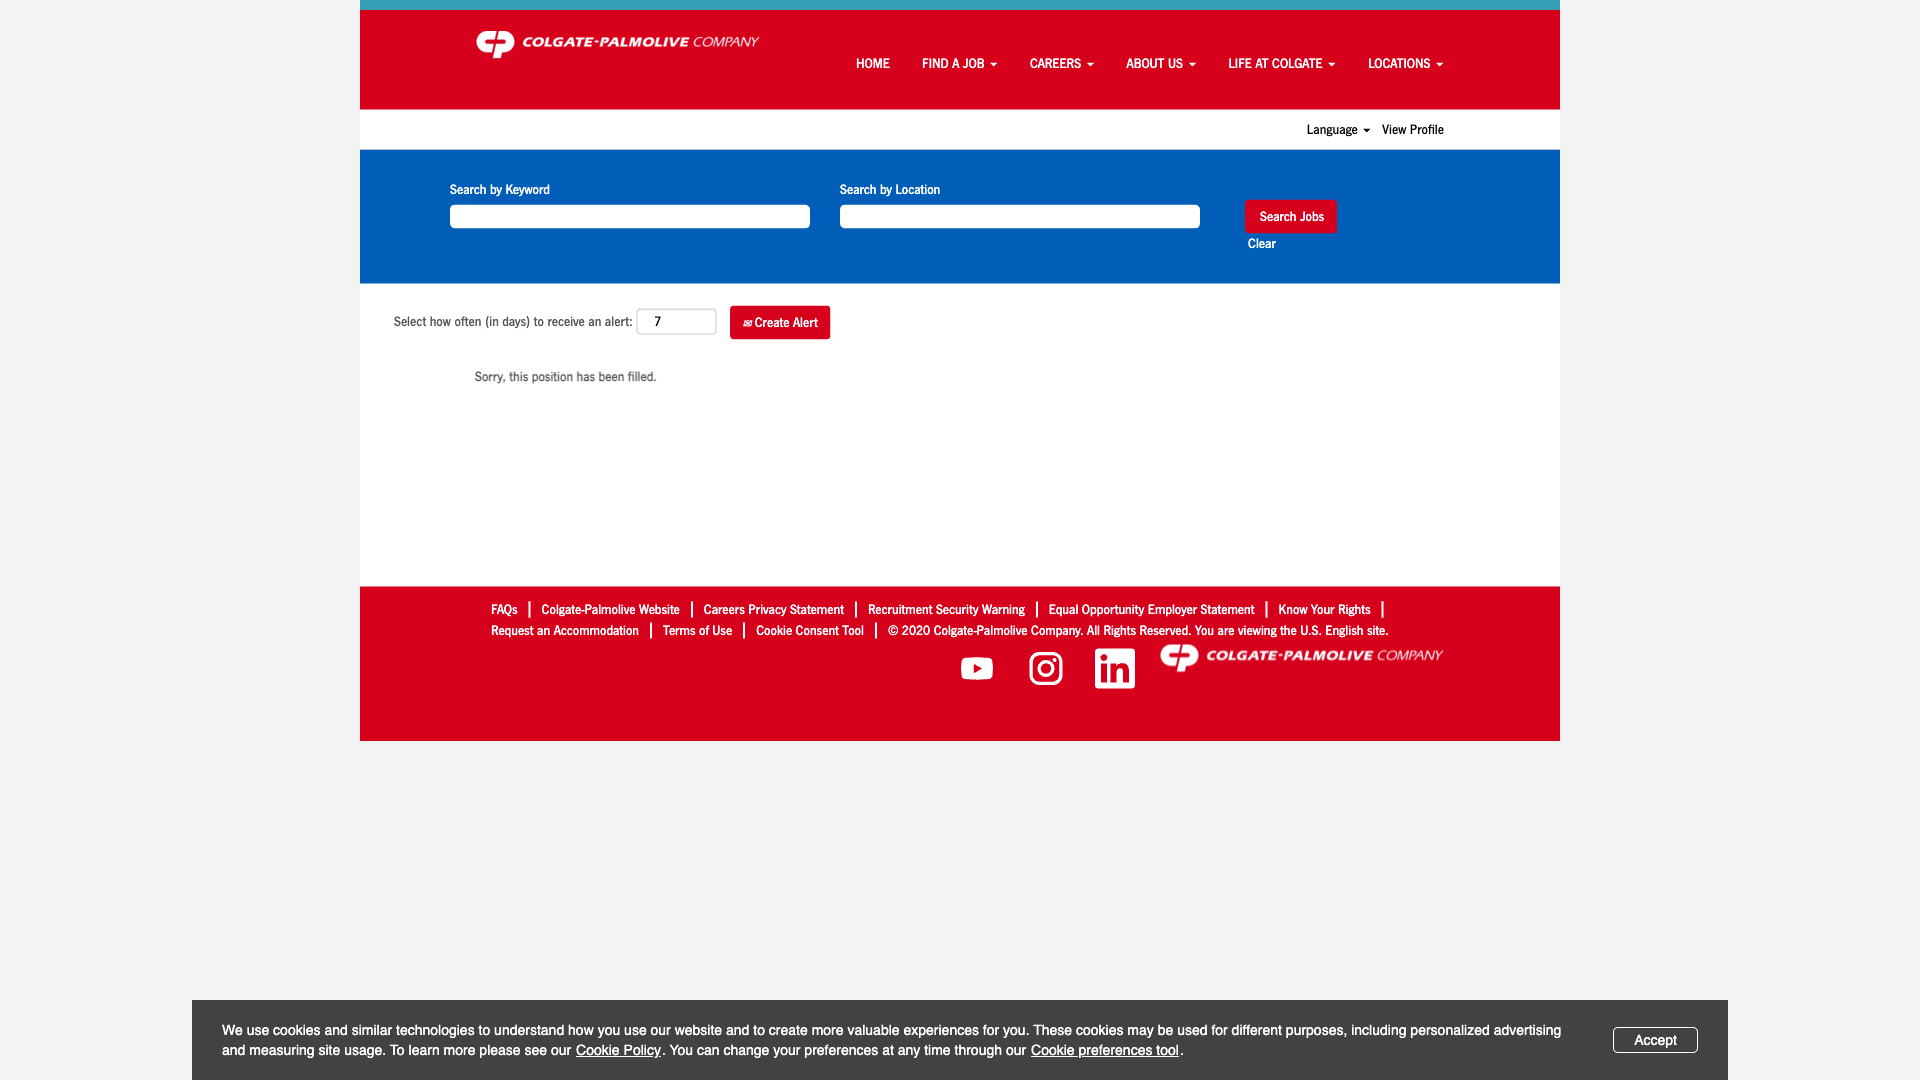 COLGATE-PALMOLIVE COMPANY
HOME FIND A JOB CAREERS ABOUT US LIFE AT COLGATE LOCATIONS
Language View Profile
Search by Keyword Search by Location
Search Jobs
Clear
Select how often (in days) to receive an alert: 7 ✉ Create Alert
Sorry, this position has been filled.
FAQs Colgate-Palmolive Website Careers Privacy Statement Recruitment Security Warning Equal Opportunity Employer Statement Know Your Rights
Request an Accommodation Terms of Use Cookie Consent Tool © 2020 Colgate-Palmolive Company. All Rights Reserved. You are viewing the U.S. English site.
in COLGATE-PALMOLIVE COMPANY
We use cookies and similar technologies to understand how you use our website and to create more valuable experiences for you. These cookies may be used for different purposes, including personalized advertising
and measuring site usage. To learn more please see our Cookie Policy. You can change your preferences at any time through our Cookie preferences tool.
Accept